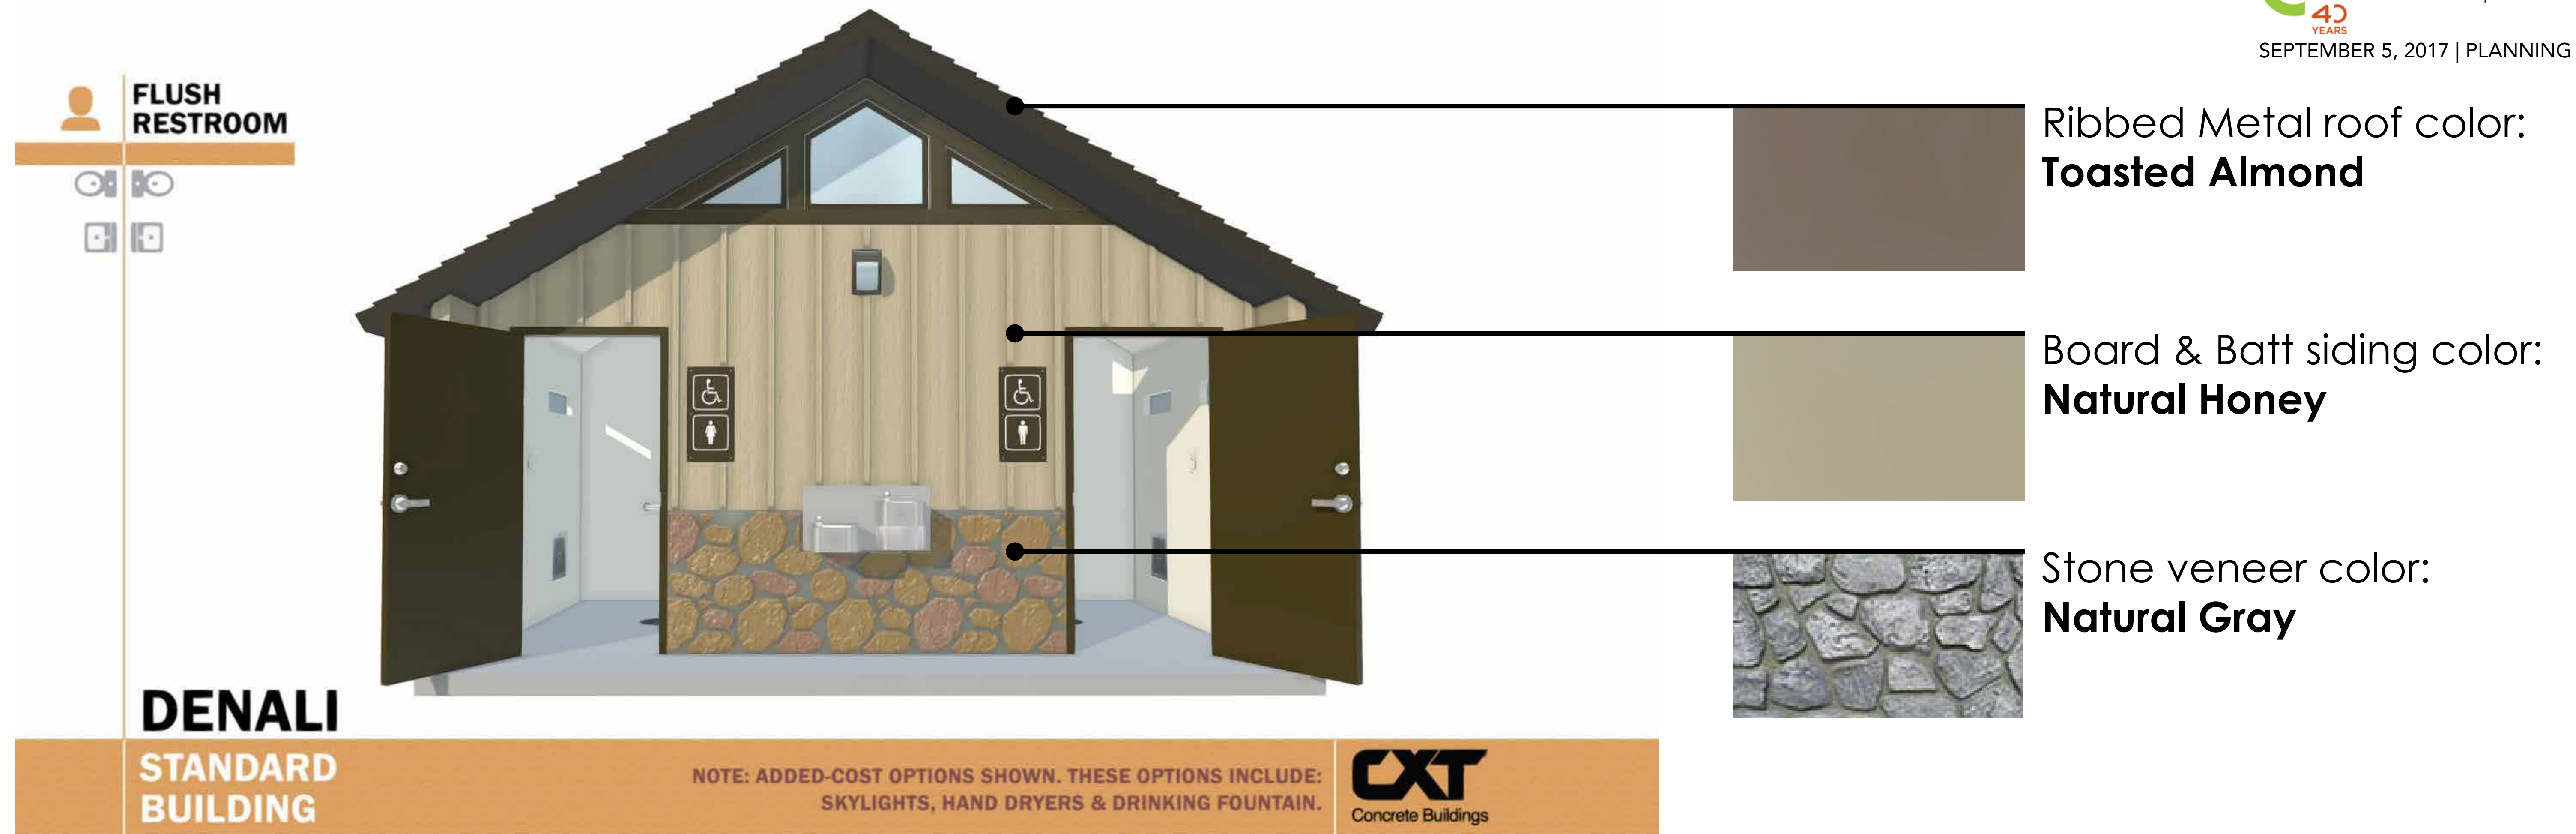 40
YEARS
SEPTEMBER 5, 2017 | PLANNING
FLUSH
RESTROOM
Ribbed Metal roof color:
Toasted Almond
Board & Batt siding color:
Natural Honey
Stone veneer color:
Natural Gray
DENALI
STANDARD
BUILDING
NOTE: ADDED-COST OPTIONS SHOWN. THESE OPTIONS INCLUDE:
SKYLIGHTS, HAND DRYERS & DRINKING FOUNTAIN.
CXT
Concrete Buildings